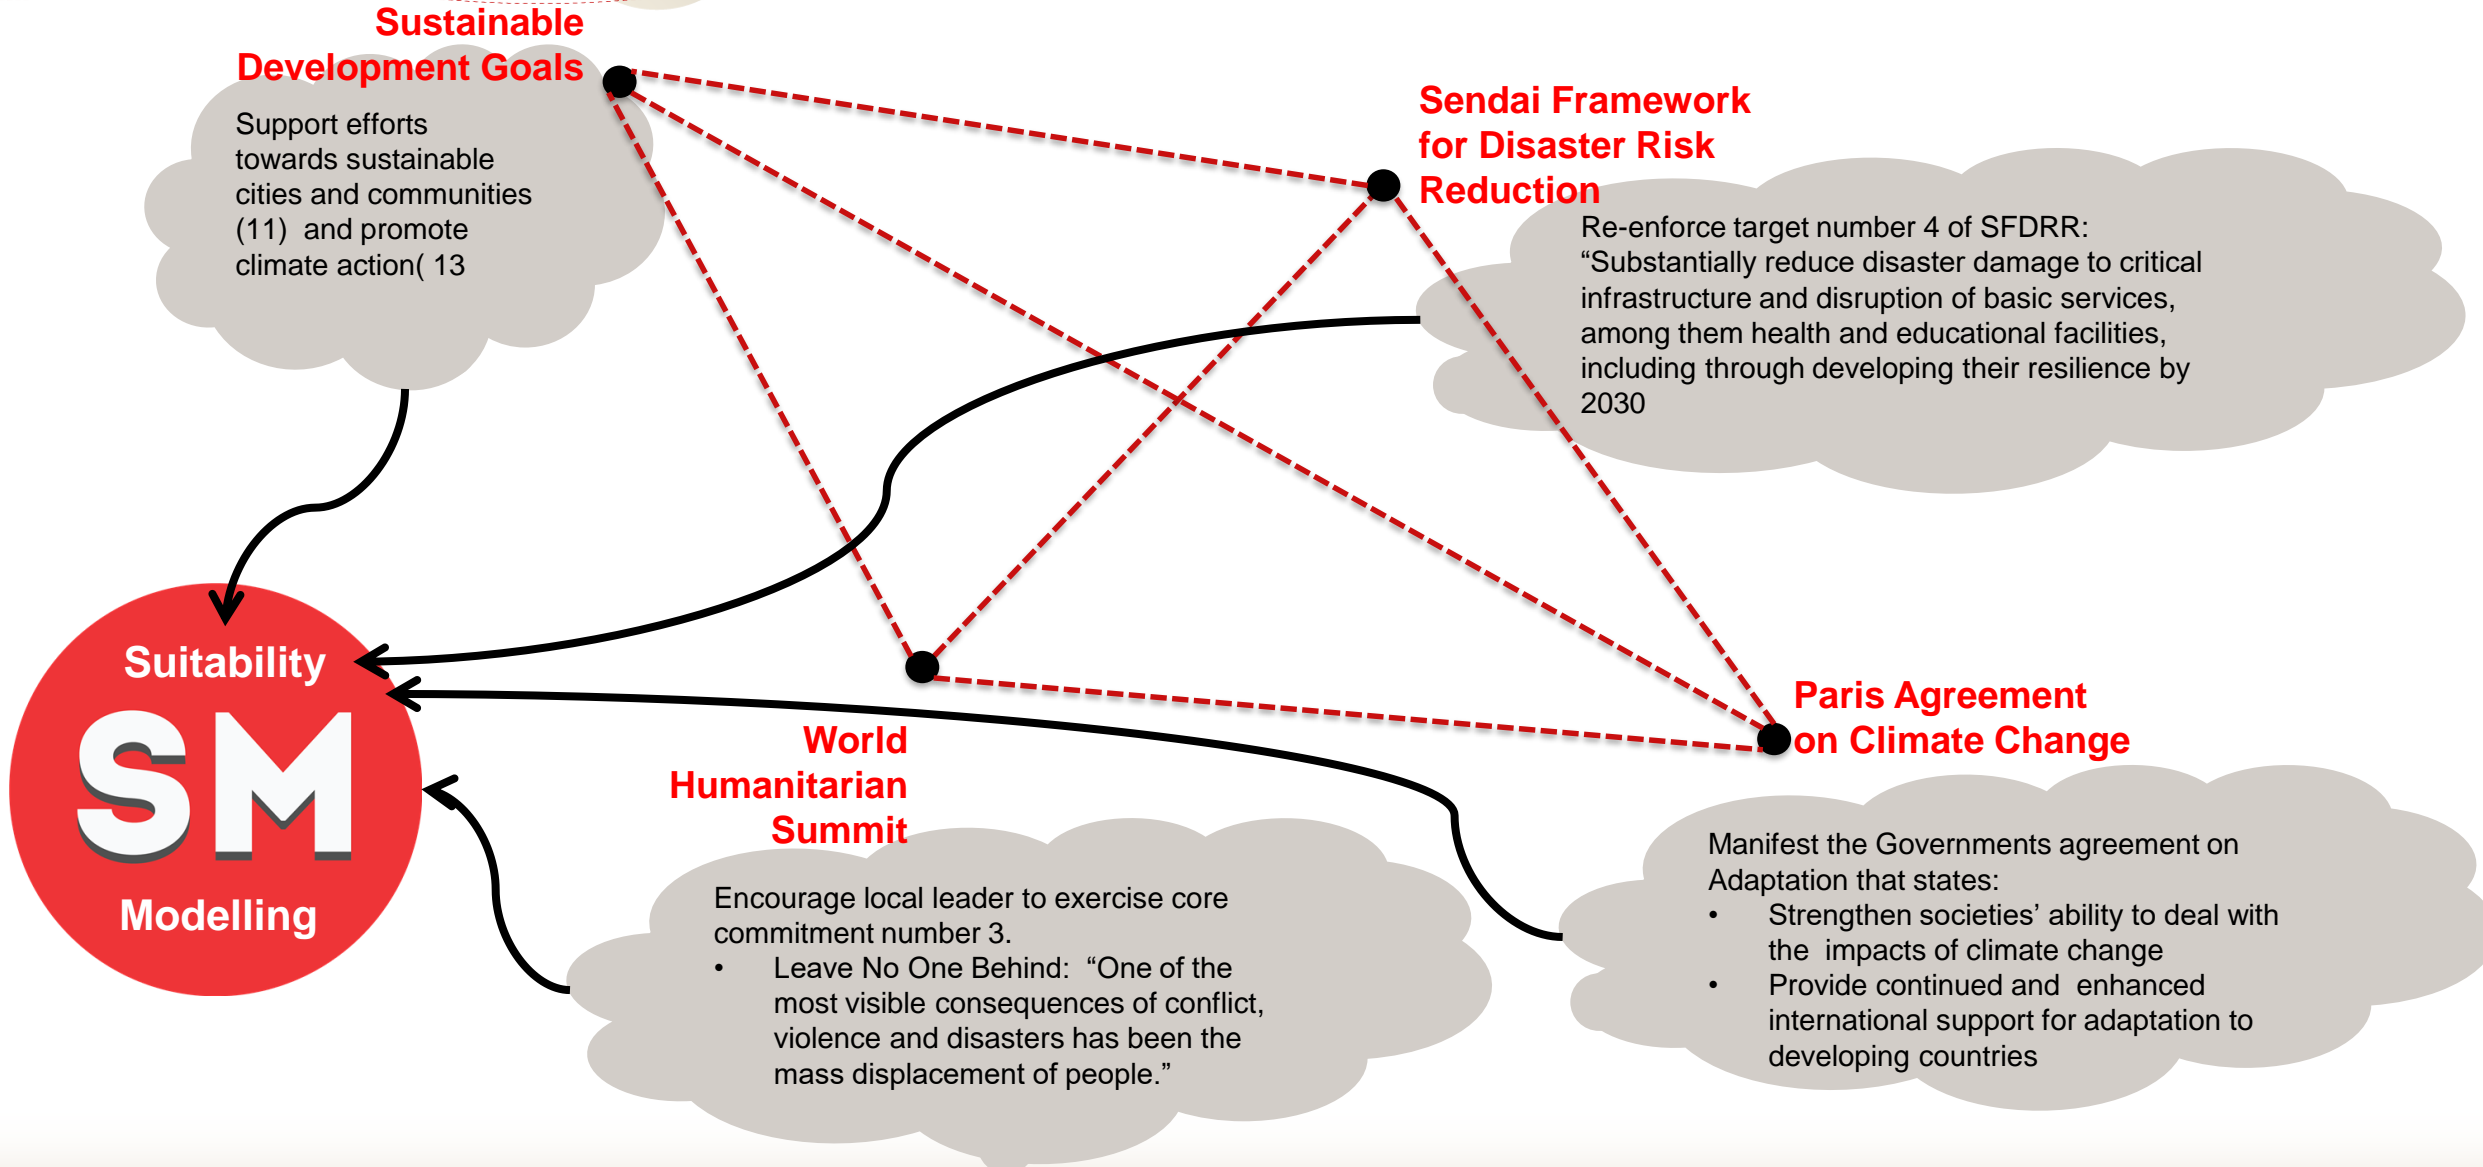 Sustainable
Development Goals
Support efforts
towards sustainable
cities and communities
(11)  and promote
climate action( 13
Sendai Framework
for Disaster Risk
Reduction
Re-enforce target number 4 of SFDRR:
“Substantially reduce disaster damage to critical
infrastructure and disruption of basic services,
among them health and educational facilities,
including through developing their resilience by
2030
Suitability
SM
Modelling
World
Humanitarian
Summit
Encourage local leader to exercise core
commitment number 3.
• Leave No One Behind:  “One of the
most visible consequences of conflict,
violence and disasters has been the
mass displacement of people.”
Paris Agreement
on Climate Change
Manifest the Governments agreement on
Adaptation that states:
• Strengthen societies’ ability to deal with
the  impacts of climate change
• Provide continued and  enhanced
international support for adaptation to
developing countries